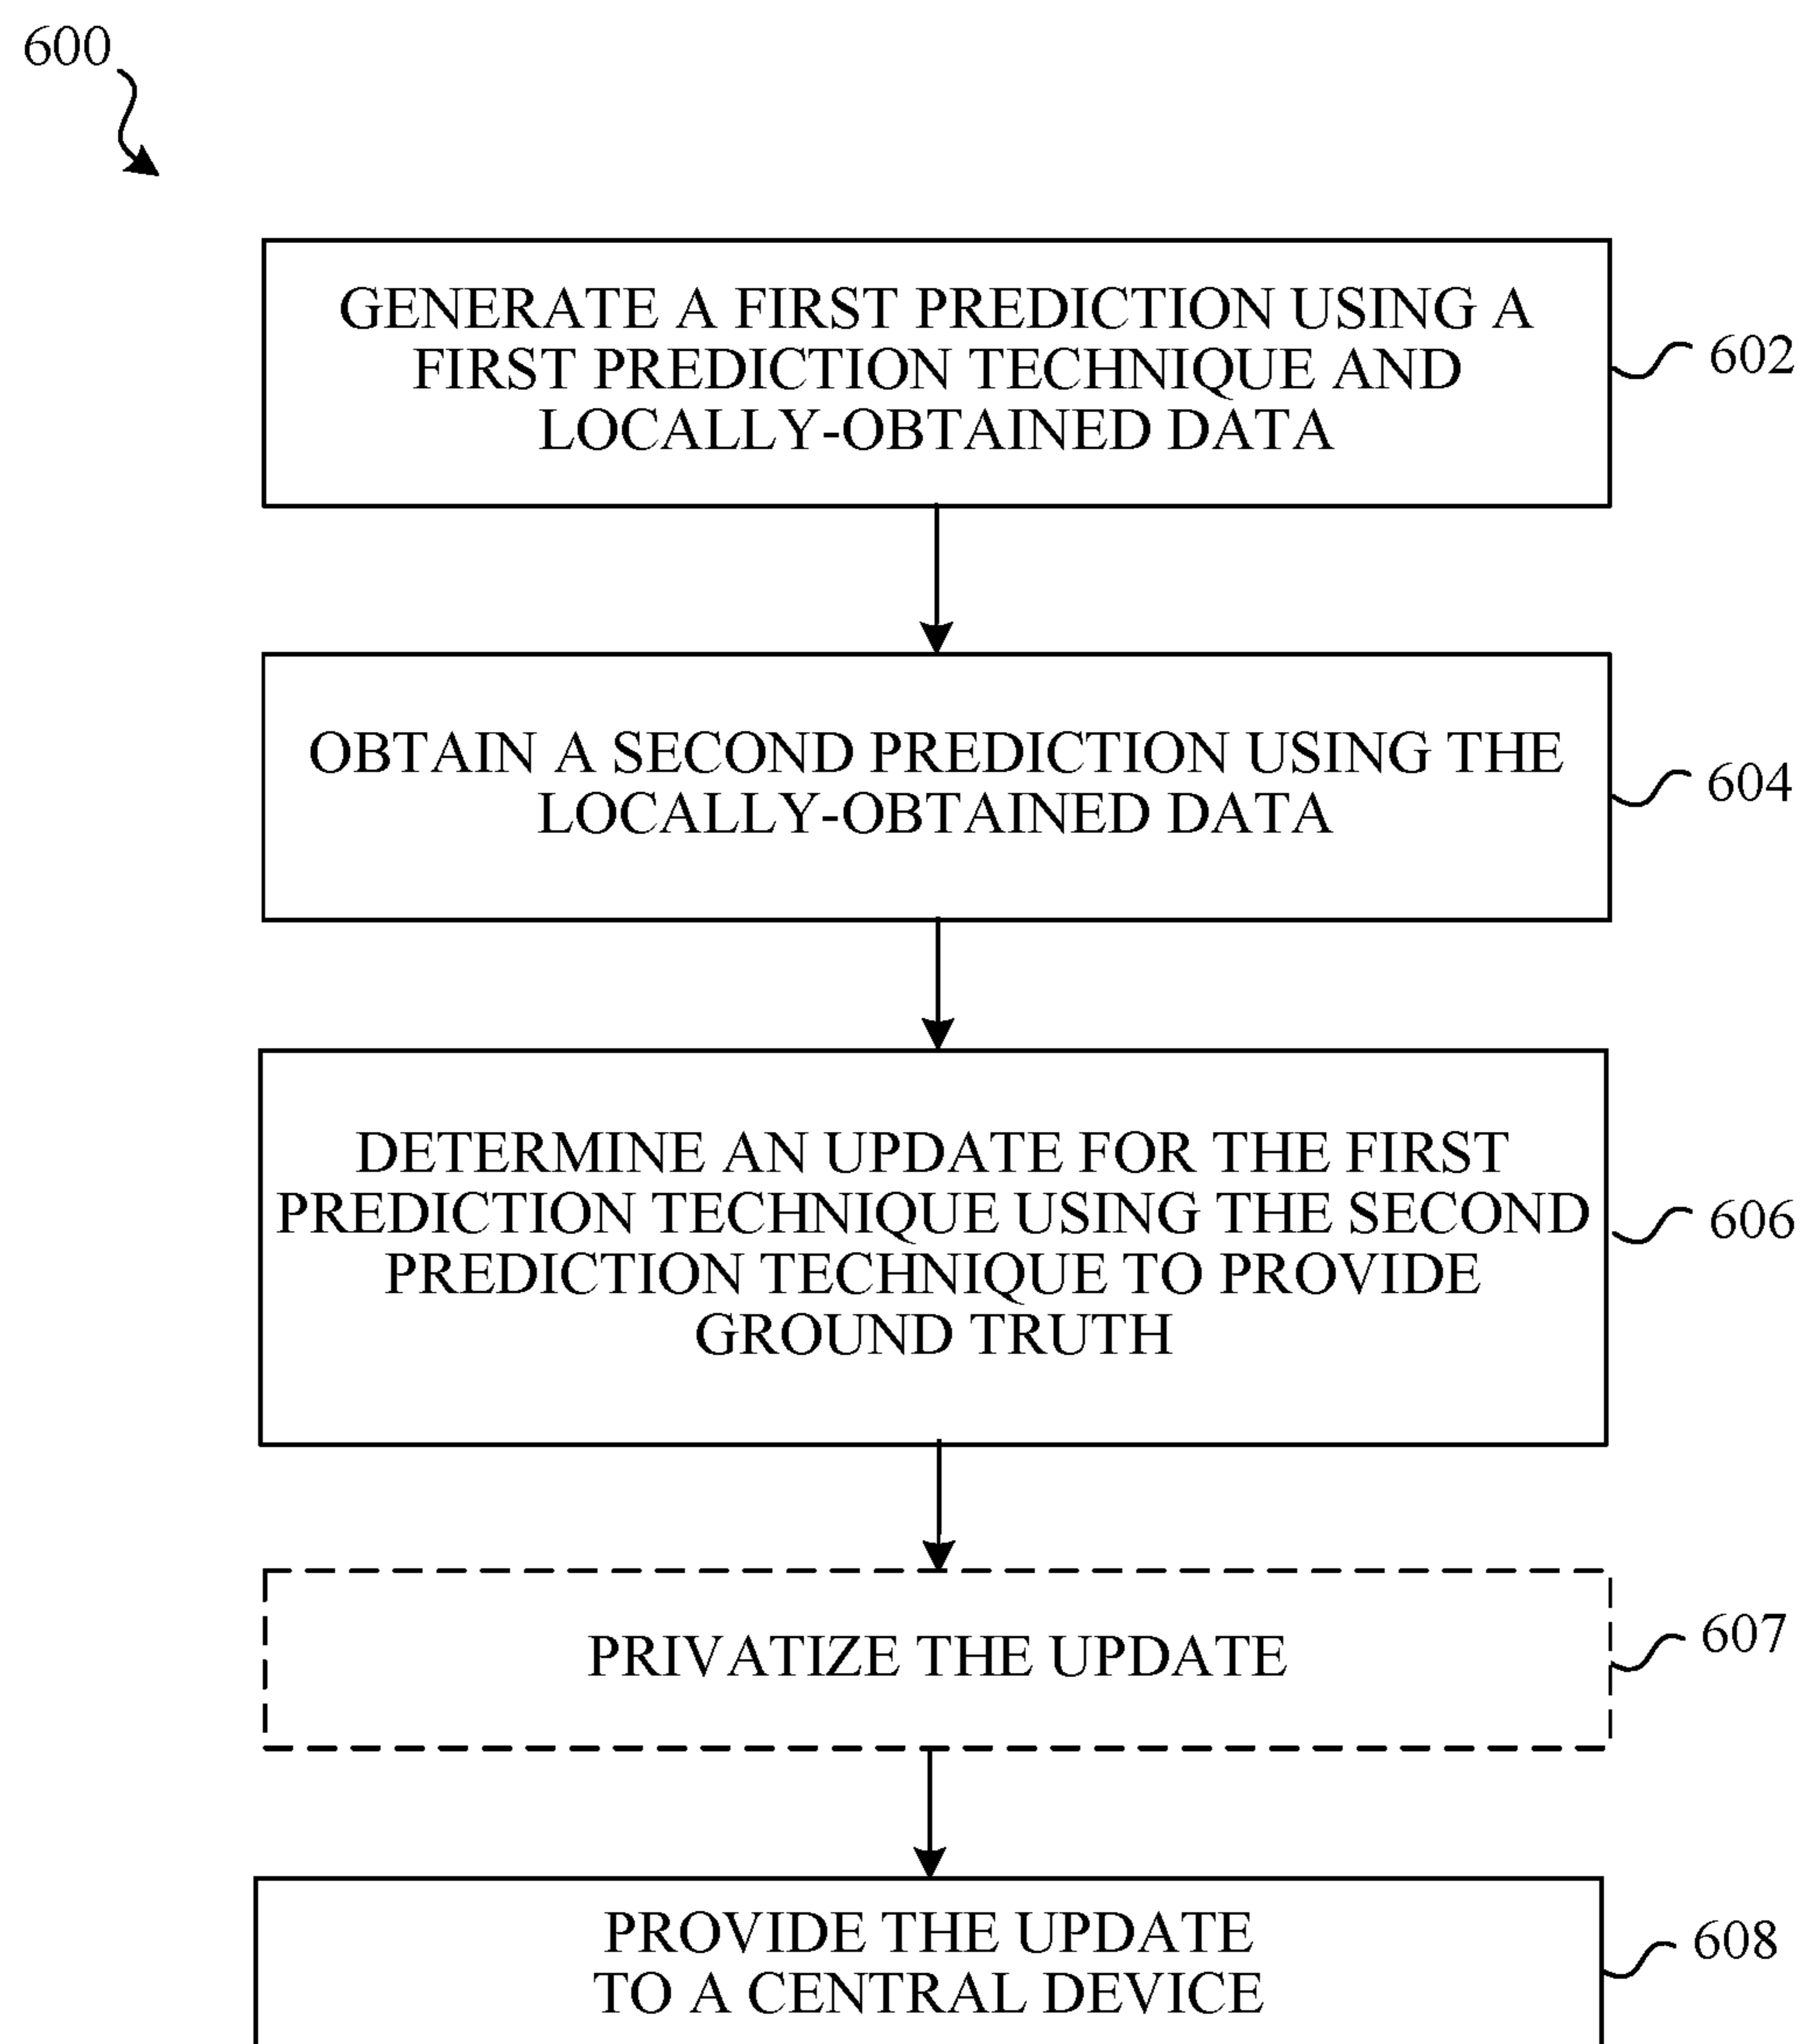 600
GENERATE A FIRST PREDICTION USING A
FIRST PREDICTION TECHNIQUE AND
LOCALLY-OBTAINED DATA
602
OBTAIN A SECOND PREDICTION USING THE
LOCALLY-OBTAINED DATA
604
DETERMINE AN UPDATE FOR THE FIRST
PREDICTION TECHNIQUE USING THE SECOND
PREDICTION TECHNIQUE TO PROVIDE
GROUND TRUTH
606
PRIVATIZE THE UPDATE
607
PROVIDE THE UPDATE
TO A CENTRAL DEVICE
608